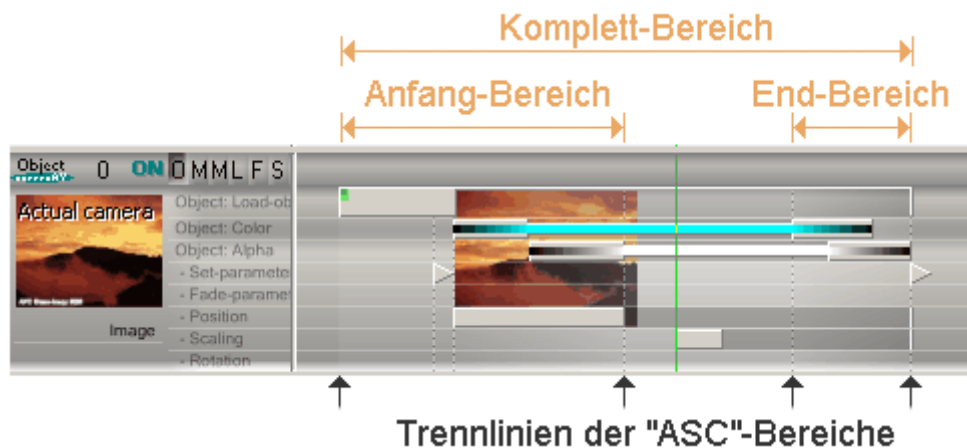 Komplett-Bereich
Anfang-Bereich End-Bereich
Object 0 ON O M M L F S
Actual camera
Object: Load-ob
Object: Color
Object: Alpha
- Set-parameter
- Fade-paramet
- Position
- Scaling
- Rotation
Image
Trennlinien der "ASC"-Bereiche